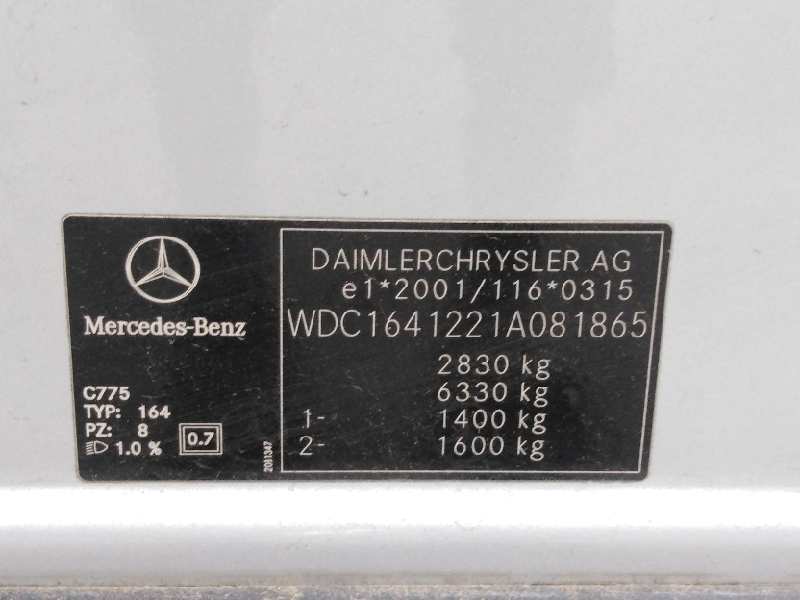 Mercedes-Benz
C775
TYP: 164
PZ: 8
1.0 %
0.7
2081347
DAIMLERCHRYSLER AG
e1*2001/116*0315
WDC1641221A081865
2830 kg
6330 kg
1- 1400 kg
2- 1600 kg